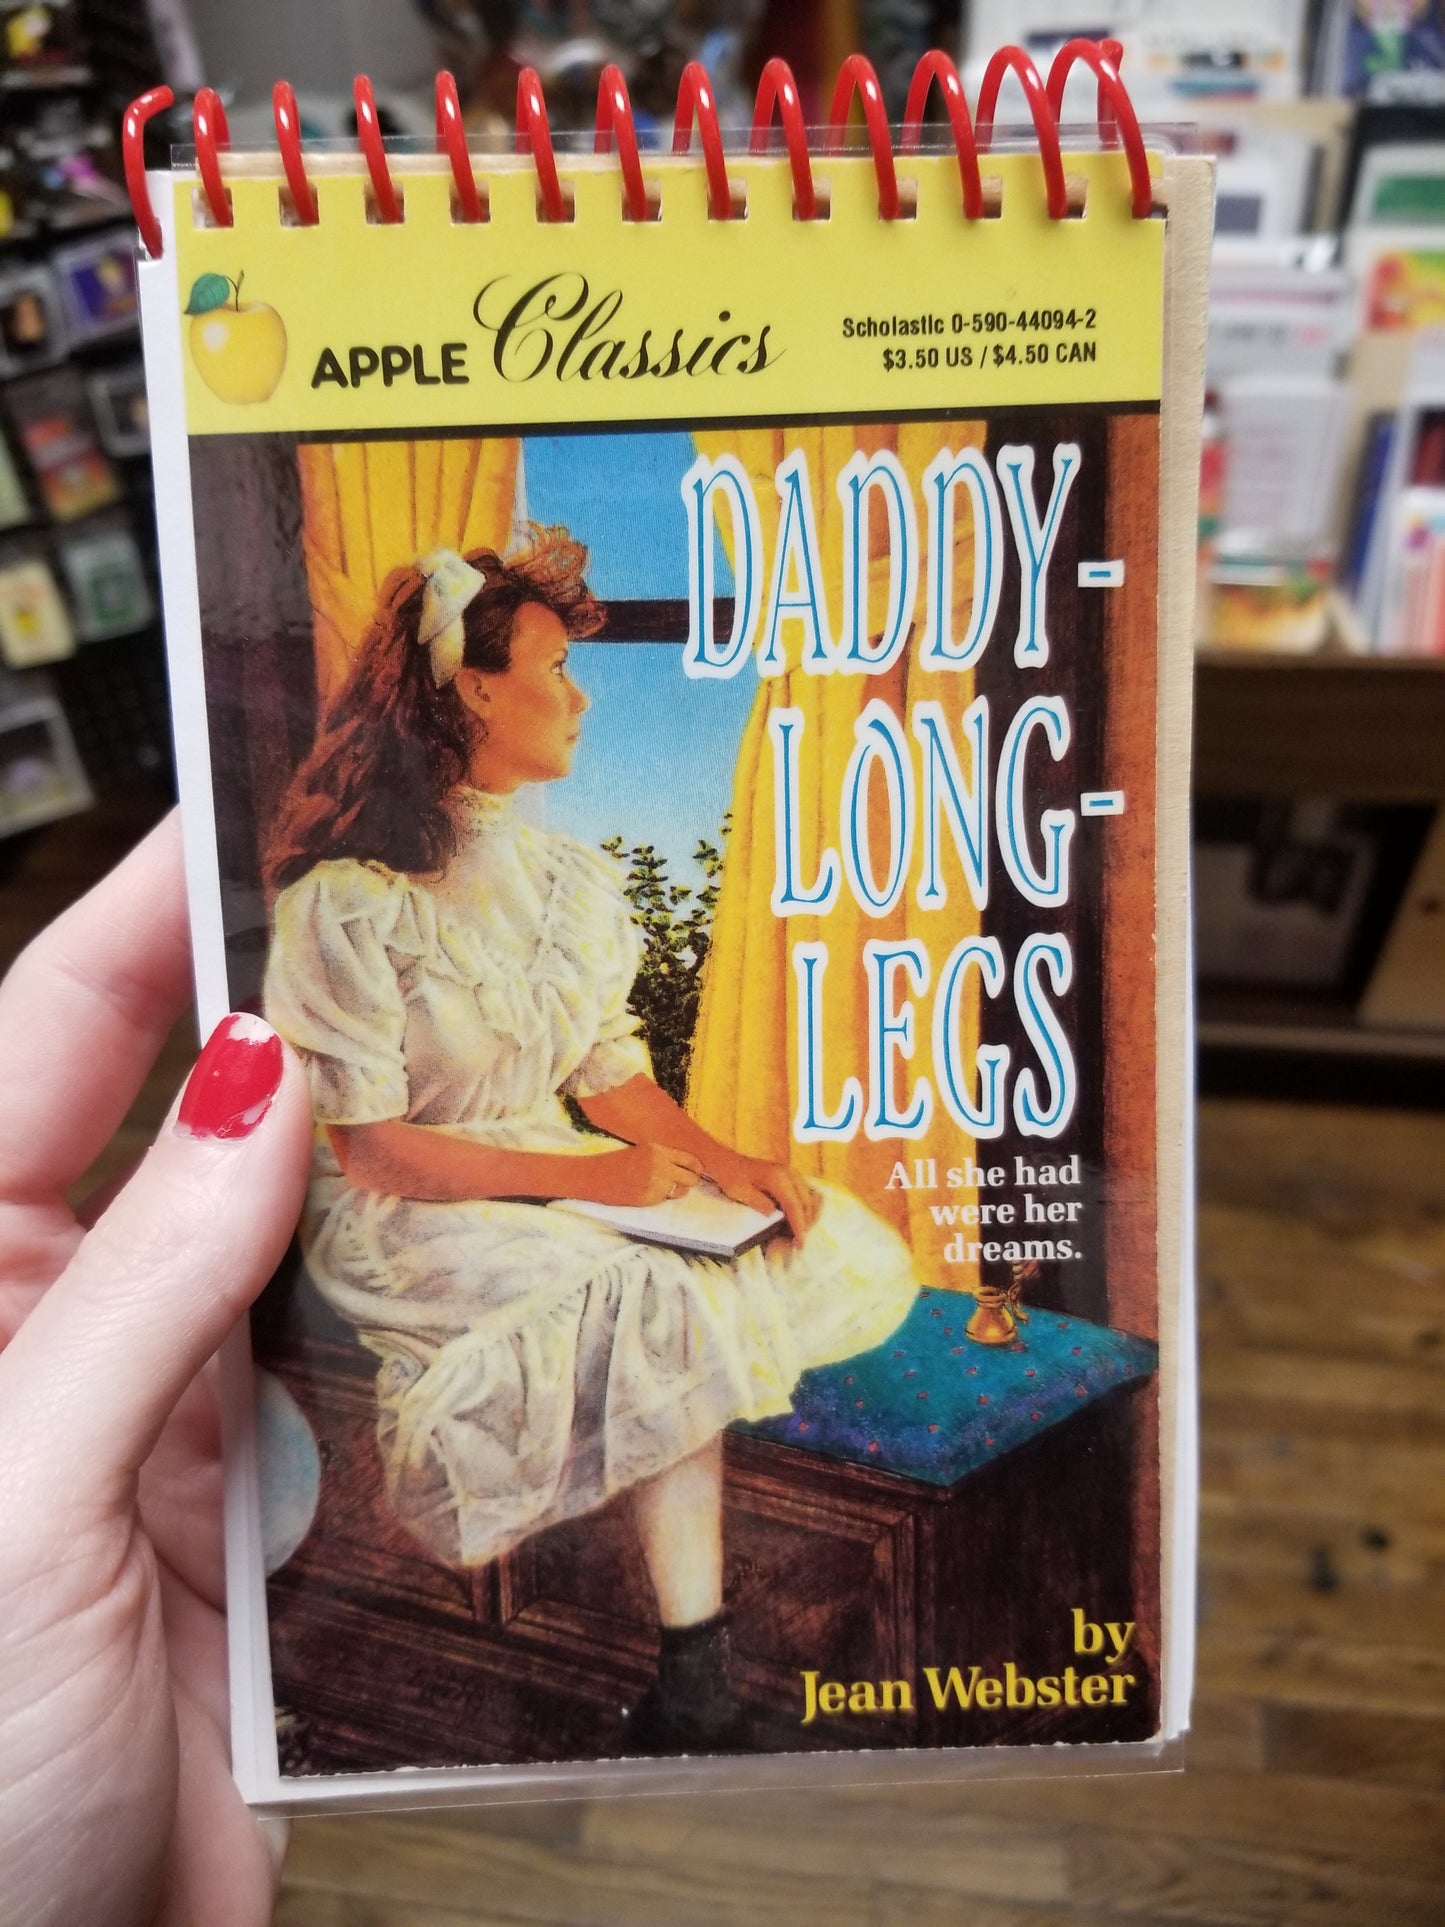 APPLE Classics
Scholastic 0-590-44094-2
$3.50 US / $4.50 CAN
DADDY-
LONG-
LEGS
All she had
were her
dreams.
by
Jean Webster